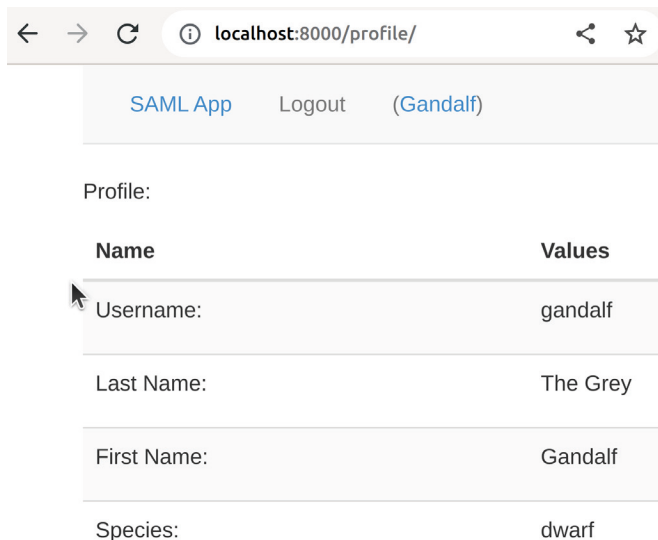 localhost:8000/profile/
SAML App Logout (Gandalf)
Profile:
Name Values
Username: gandalf
Last Name: The Grey
First Name: Gandalf
Species: dwarf